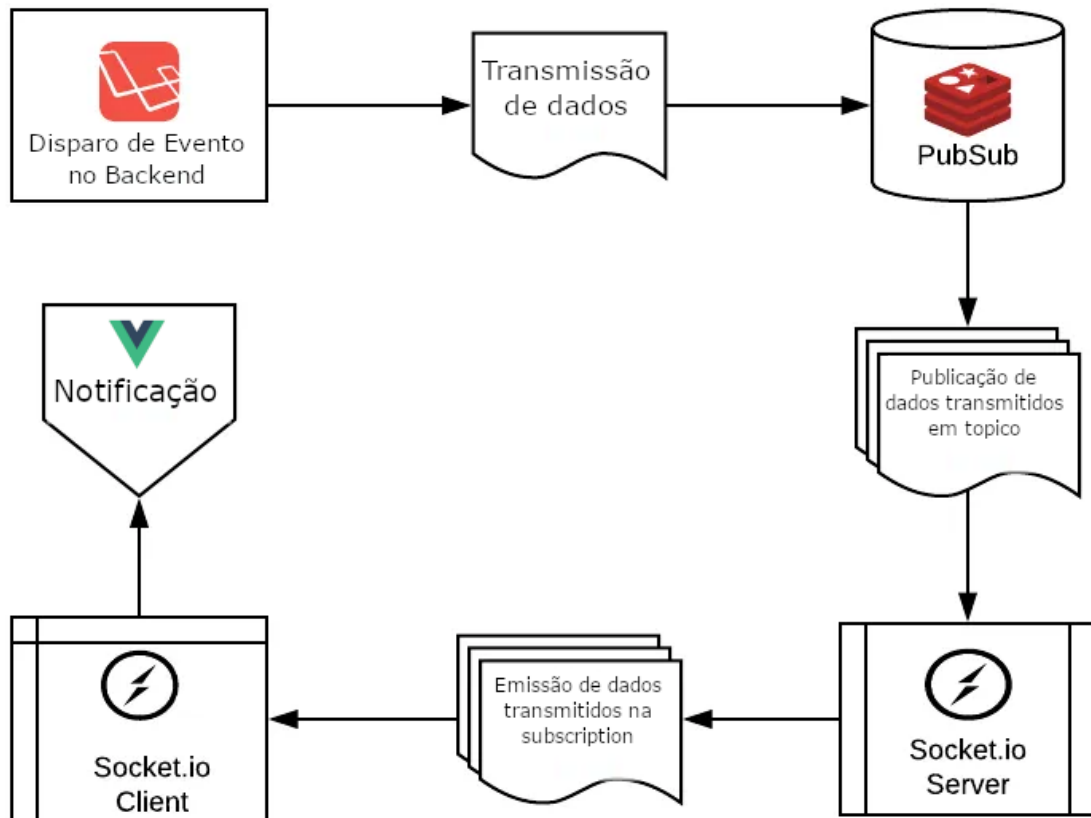 Disparo de Evento
no Backend
Transmissão
de dados
PubSub
Publicação de
dados transmitidos
em topico
Socket.io
Server
Emissão de dados
transmitidos na
subscription
Socket.io
Client
Notificação